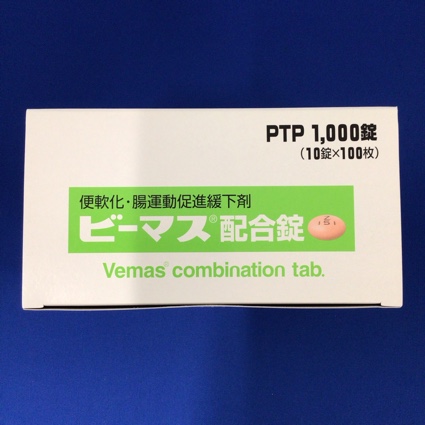 PTP 1,000錠
(10錠×100枚)
便軟化・腸運動促進緩下剤
ビーマス®配合錠
Vemas® combination tab.